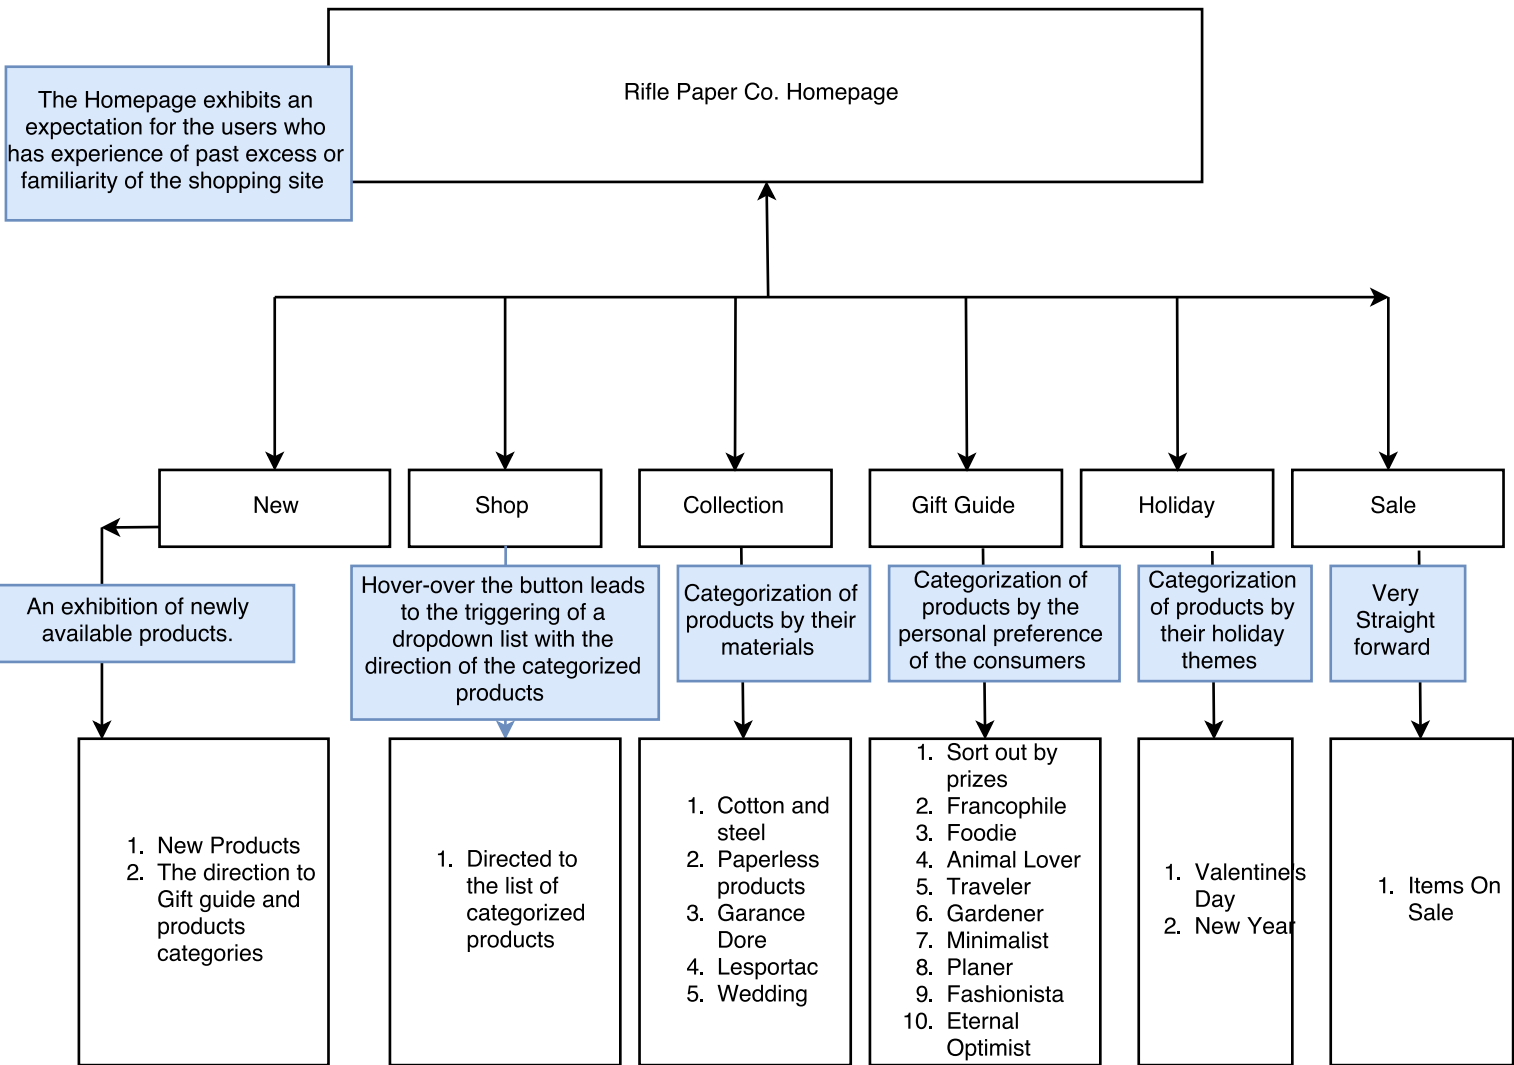 Rifle Paper Co. Homepage
The Homepage exhibits an
expectation for the users who
has experience of past excess or
familiarity of the shopping site
New
Shop
Collection
Gift Guide
Holiday
Sale
An exhibition of newly
available products.
Hover-over the button leads
to the triggering of a
dropdown list with the
direction of the categorized
products
Categorization of
products by their
materials
Categorization of
products by the
personal preference
of the consumers
Categorization
of products by
their holiday
themes
Very
Straight
forward
1. New Products
2. The direction to
Gift guide and
products
categories
1. Directed to
the list of
categorized
products
1. Cotton and
steel
2. Paperless
products
3. Garance
Dore
4. Lesportac
5. Wedding
1. Sort out by
prizes
2. Francophile
3. Foodie
4. Animal Lover
5. Traveler
6. Gardener
7. Minimalist
8. Planer
9. Fashionista
10. Eternal
Optimist
1. Valentine's
Day
2. New Year
1. Items On
Sale